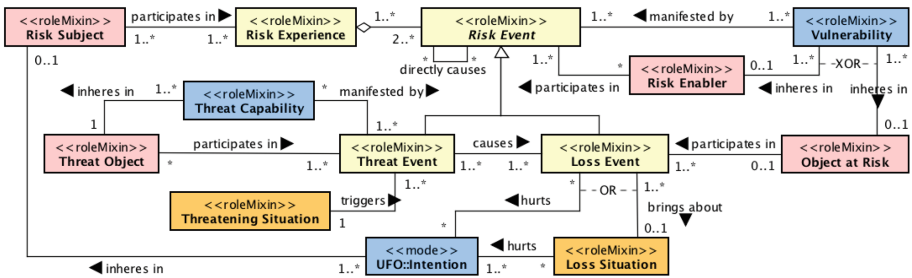 <<roleMixin>>
Risk Subject
participates in ▶
1..*
1..*
<<roleMixin>>
Risk Experience
1..*
2..*
<<roleMixin>>
Risk Event
1..*
◀ manifested by
1..*
<<roleMixin>>
Vulnerability
0..1
* *
directly causes
1..*
*
◀ participates in
<<roleMixin>>
Risk Enabler
0..1
1..*
-XOR-
1..*
◀ inheres in
inheres in
▼
◀ inheres in
1..*
<<roleMixin>>
Threat Capability
*
manifested by ▶
1
1..*
0..1
<<roleMixin>>
Threat Object
participates in ▶
*
1..*
<<roleMixin>>
Threat Event
causes ▶
1..*
1..*
<<roleMixin>>
Loss Event
◀ participates in
1..*
0..1
<<roleMixin>>
Object at Risk
1..*
*
OR
1..*
<<roleMixin>>
Threatening Situation
triggers ▶
1
◀ hurts
brings about
▼
*
0..1
<<mode>>
UFO::Intention
◀ hurts
1..*
*
<<roleMixin>>
Loss Situation
◀ inheres in
1..*